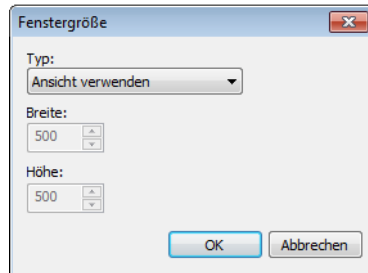 Fenstergröße
Typ:
Ansicht verwenden
Breite:
500
Höhe:
500
OK Abbrechen